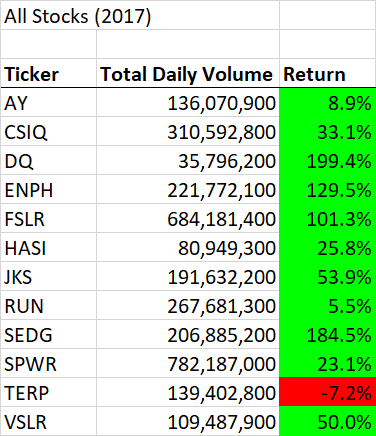 All Stocks (2017)
Ticker Total Daily Volume Return
AY 136,070,900 8.9%
CSIQ 310,592,800 33.1%
DQ 35,796,200 199.4%
ENPH 221,772,100 129.5%
FSLR 684,181,400 101.3%
HASI 80,949,300 25.8%
JKS 191,632,200 53.9%
RUN 267,681,300 5.5%
SEDG 206,885,200 184.5%
SPWR 782,187,000 23.1%
TERP 139,402,800 -7.2%
VSLR 109,487,900 50.0%